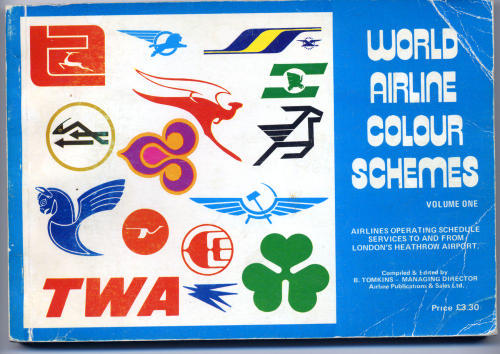 WORLD
AIRLINE
COLOUR
SCHEMES
VOLUME ONE
AIRLINES OPERATING SCHEDULE
SERVICES TO AND FROM
LONDON'S HEATHROW AIRPORT.
Compiled & Edited by
B. TOMKINS - MANAGING DIRECTOR
Airline Publications & Sales Ltd.
Price £3.30
TWA